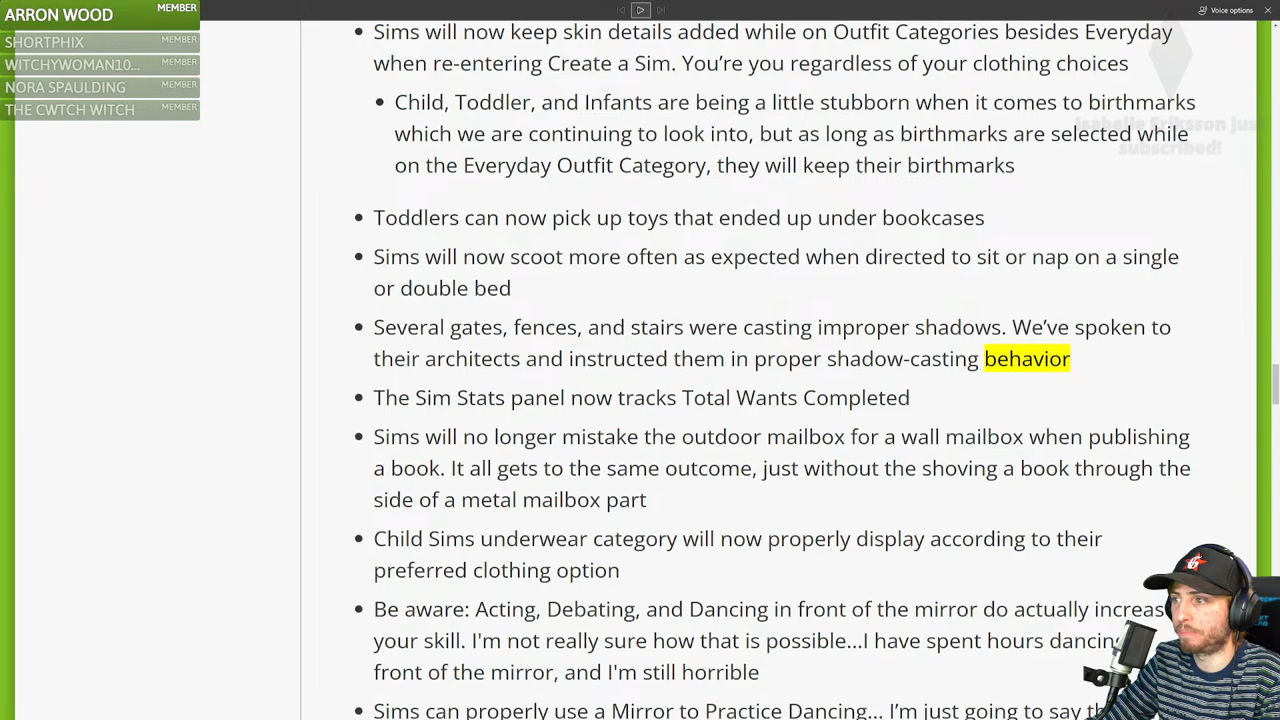 ARRON WOOD MEMBER
SHORTPHIX MEMBER
WITCHYWOMAN10... MEMBER
NORA SPAULDING MEMBER
THE CWTCH WITCH MEMBER
Voice options
Isabelle Eriksson just
subscribed!
• Sims will now keep skin details added while on Outfit Categories besides Everyday
when re-entering Create a Sim. You’re you regardless of your clothing choices
• Child, Toddler, and Infants are being a little stubborn when it comes to birthmarks
which we are continuing to look into, but as long as birthmarks are selected while
on the Everyday Outfit Category, they will keep their birthmarks
• Toddlers can now pick up toys that ended up under bookcases
• Sims will now scoot more often as expected when directed to sit or nap on a single
or double bed
• Several gates, fences, and stairs were casting improper shadows. We’ve spoken to
their architects and instructed them in proper shadow-casting behavior
• The Sim Stats panel now tracks Total Wants Completed
• Sims will no longer mistake the outdoor mailbox for a wall mailbox when publishing
a book. It all gets to the same outcome, just without the shoving a book through the
side of a metal mailbox part
• Child Sims underwear category will now properly display according to their
preferred clothing option
• Be aware: Acting, Debating, and Dancing in front of the mirror do actually increas
your skill. I'm not really sure how that is possible...I have spent hours dancing
front of the mirror, and I'm still horrible
• Sims can properly use a Mirror to Practice Dancing... I’m just going to say